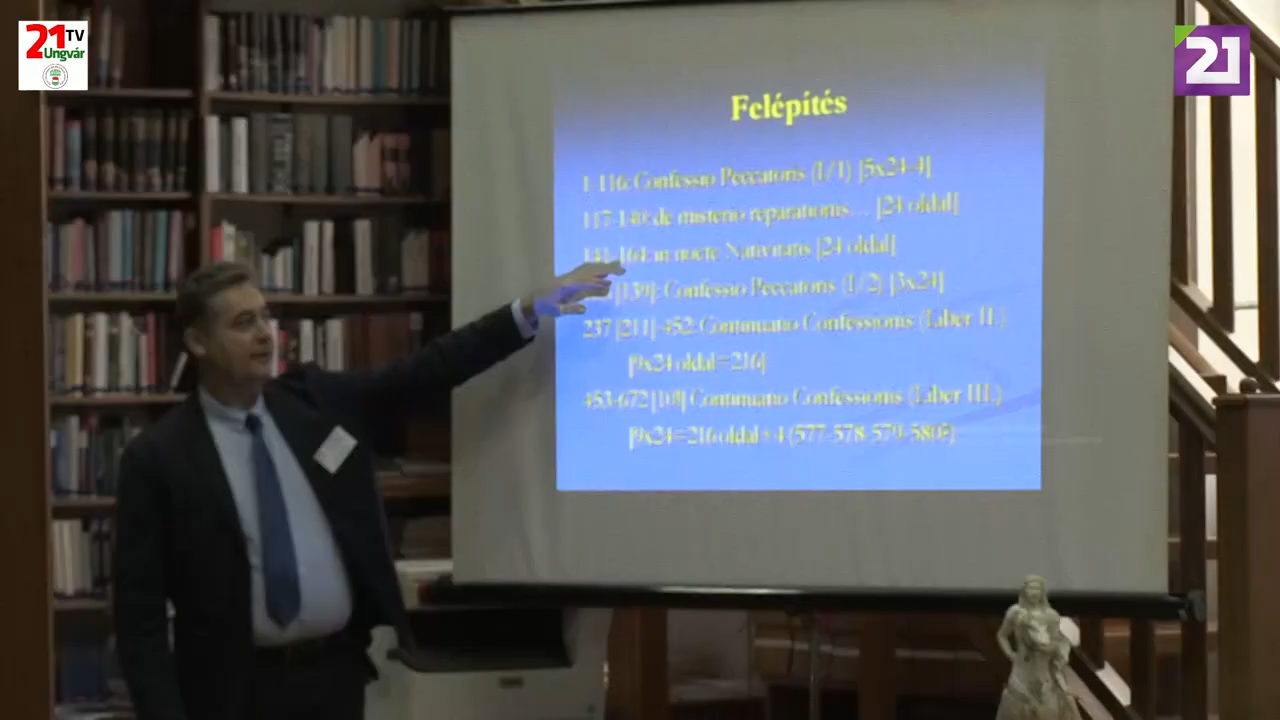 21 TV
Ungvár
21
Felépítés
1-116: Confessio Peccatoris (I/1) [5x24-4]
117-140: de misterio reparationis... [24 oldal]
141-164: in nocte Nativitatis [24 oldal]
[139]: Confessio Peccatoris (I/2) [3x24]
237 [211]-452: Continuatio Confessionis (Liber II.)
[9x24 oldal=216]
453-672 Continuatio Confessionis (Liber III.)
[9x24=216 oldal+4 (577-578-579-580?)